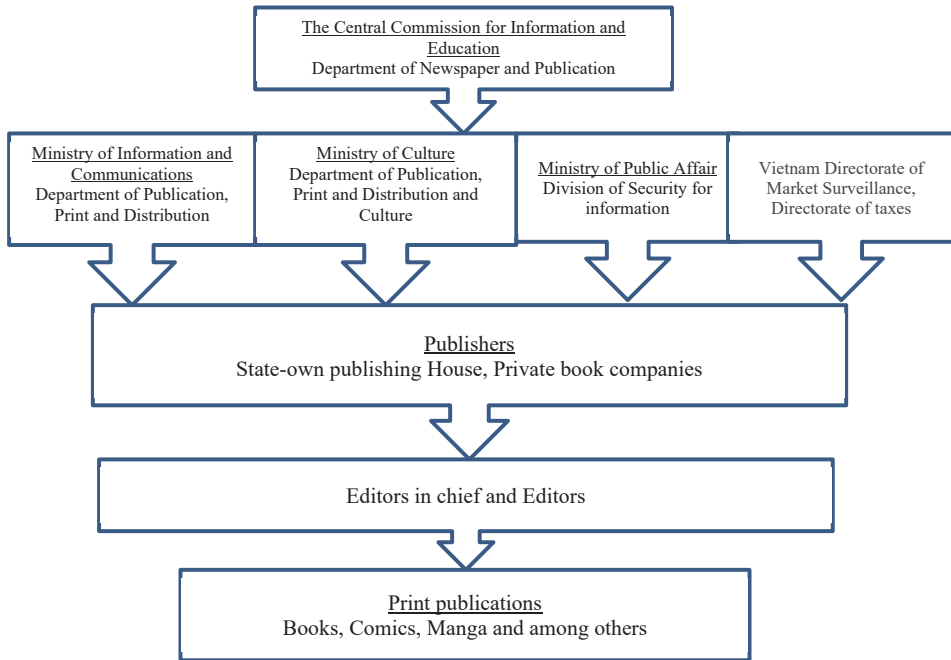 The Central Commission for Information and
Education
Department of Newspaper and Publication
Ministry of Information and
Communications
Department of Publication,
Print and Distribution
Ministry of Culture
Department of Publication,
Print and Distribution and
Culture
Ministry of Public Affair
Division of Security for
information
Vietnam Directorate of
Market Surveillance,
Directorate of taxes
Publishers
State-own publishing House, Private book companies
Editors in chief and Editors
Print publications
Books, Comics, Manga and among others